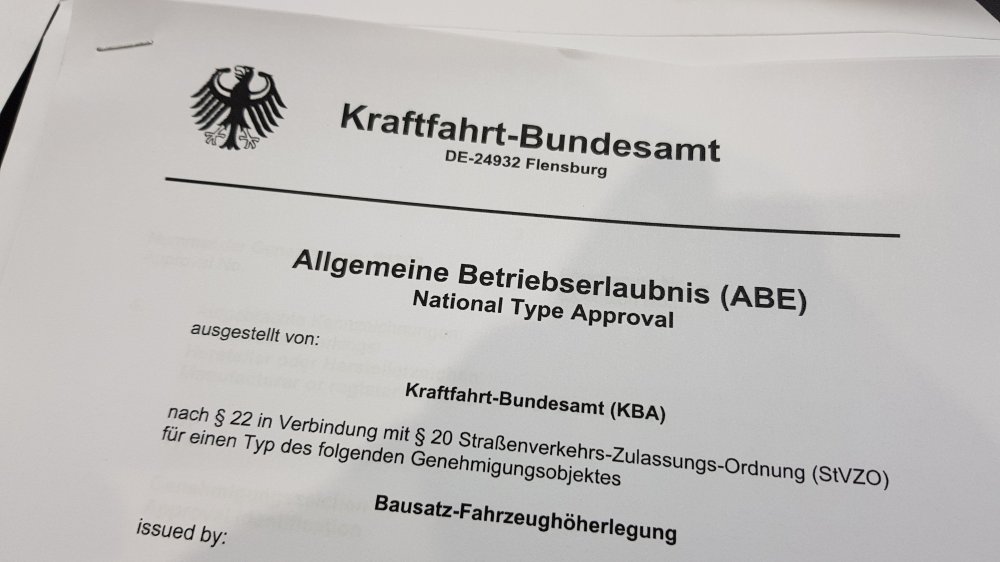 Kraftfahrt-Bundesamt
DE-24932 Flensburg
Allgemeine Betriebserlaubnis (ABE)
National Type Approval
ausgestellt von:
Kraftfahrt-Bundesamt (KBA)
nach § 22 in Verbindung mit § 20 Straßenverkehrs-Zulassungs-Ordnung (StVZO)
für einen Typ des folgenden Genehmigungsobjektes
Bausatz-Fahrzeughöherlegung
issued by: